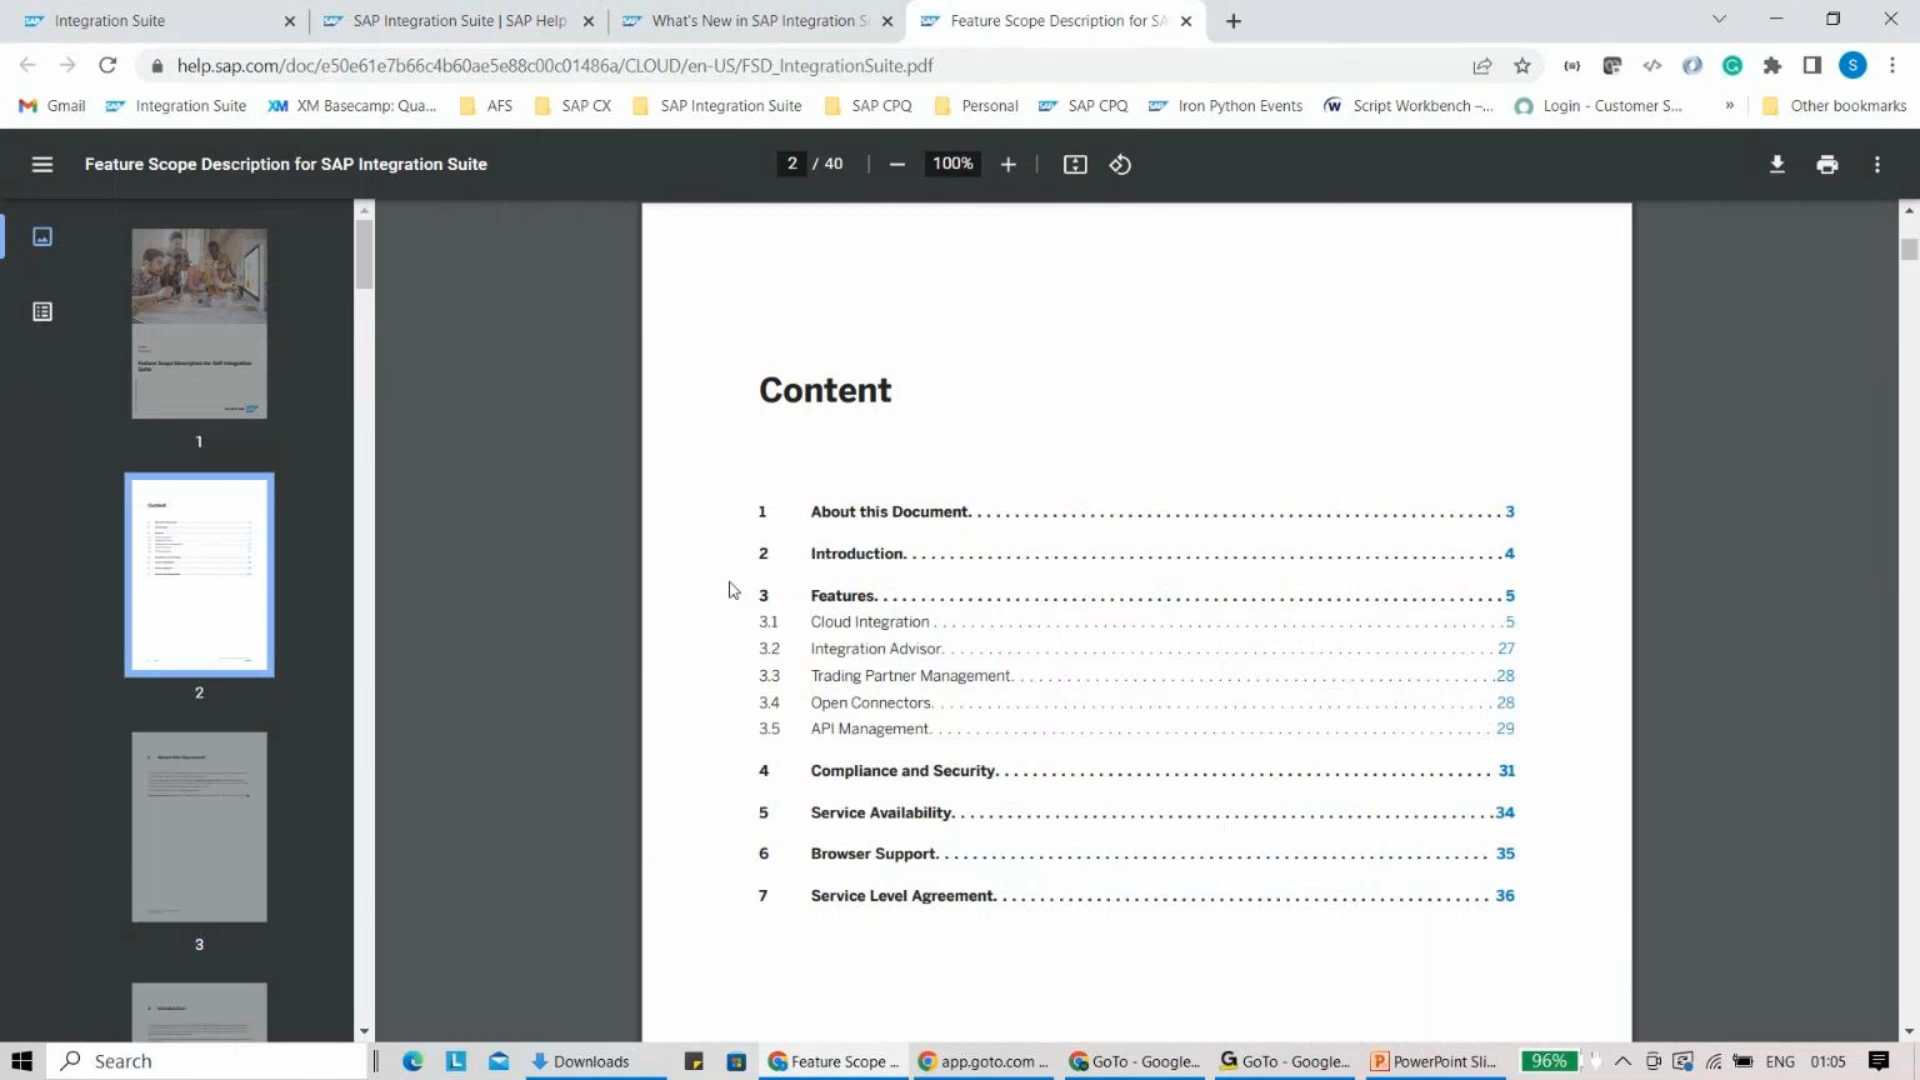 Integration Suite
SAP Integration Suite | SAP Help
What's New in SAP Integration S
Feature Scope Description for SA
help.sap.com/doc/e50e61e7b66c4b60ae5e88c00c01486a/CLOUD/en-US/FSD_IntegrationSuite.pdf
S
Gmail
Integration Suite
XM Basecamp: Qua...
AFS
SAP CX
SAP Integration Suite
SAP CPQ
Personal
SAP CPQ
Iron Python Events
Script Workbench –...
Login - Customer S...
»
Other bookmarks
Feature Scope Description for SAP Integration Suite
2 / 40
100%
Feature Scope Description for SAP Integration Suite
1
2
3
Content
1 About this Document. 3
2 Introduction. 4
3 Features. 5
3.1 Cloud Integration 5
3.2 Integration Advisor. 27
3.3 Trading Partner Management. 28
3.4 Open Connectors. 28
3.5 API Management. 29
4 Compliance and Security. 31
5 Service Availability. 34
6 Browser Support. 35
7 Service Level Agreement. 36
Search
Downloads
Feature Scope ...
app.goto.com ...
GoTo - Google...
GoTo - Google...
PowerPoint Sli...
96%
ENG
01:05